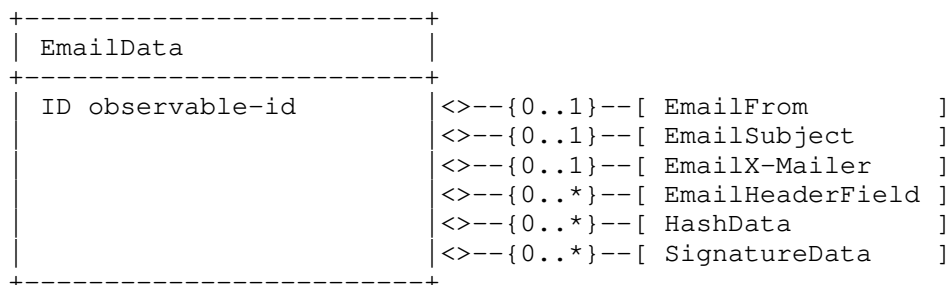 +-------------------------+
| EmailData               |
+-------------------------+
| ID observable-id        |<>--{0..1}--[ EmailFrom        ]
|                         |<>--{0..1}--[ EmailSubject     ]
|                         |<>--{0..1}--[ EmailX-Mailer    ]
|                         |<>--{0..*}--[ EmailHeaderField ]
|                         |<>--{0..*}--[ HashData         ]
|                         |<>--{0..*}--[ SignatureData    ]
+-------------------------+